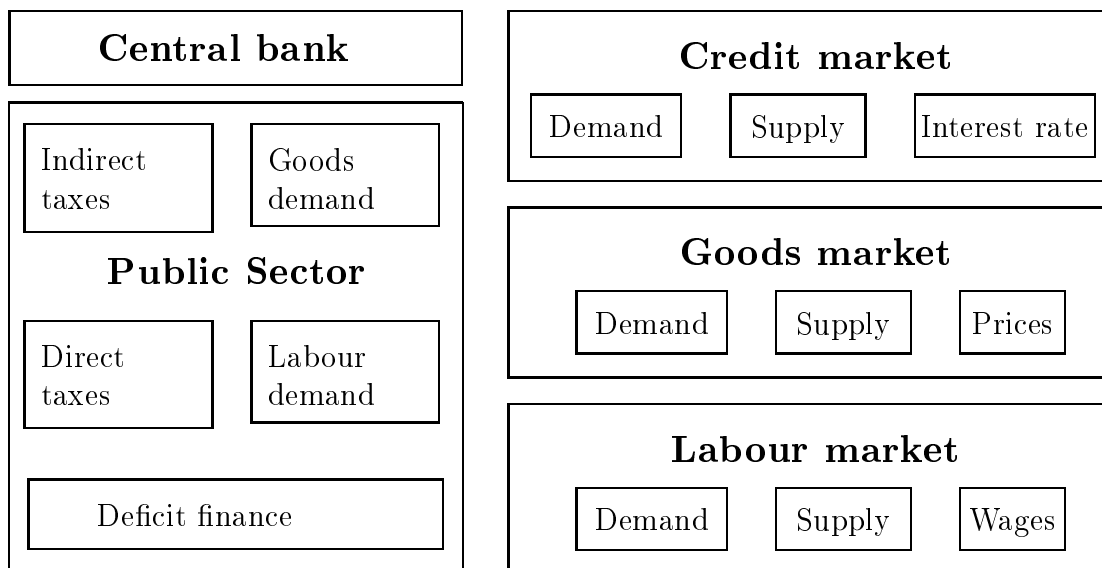 Central bank
Indirect
taxes
Goods
demand
Public Sector
Direct
taxes
Labour
demand
Deficit finance
Credit market
Demand
Supply
Interest rate
Goods market
Demand
Supply
Prices
Labour market
Demand
Supply
Wages